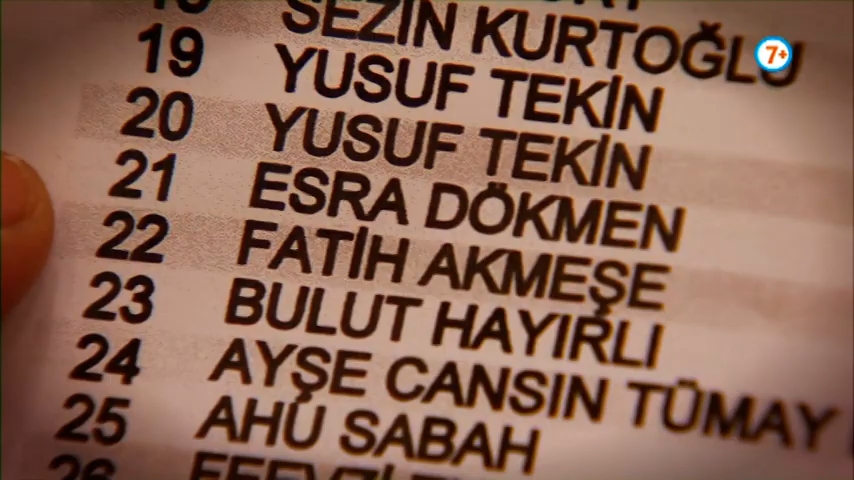 SEZİN KURTOĞLU
7+
19 YUSUF TEKİN
20 YUSUF TEKİN
21 ESRA DÖKMEN
22 FATİH AKMEŞE
23 BULUT HAYIRLI
24 AYŞE CANSIN TÜMAY
25 AHU SABAH
26